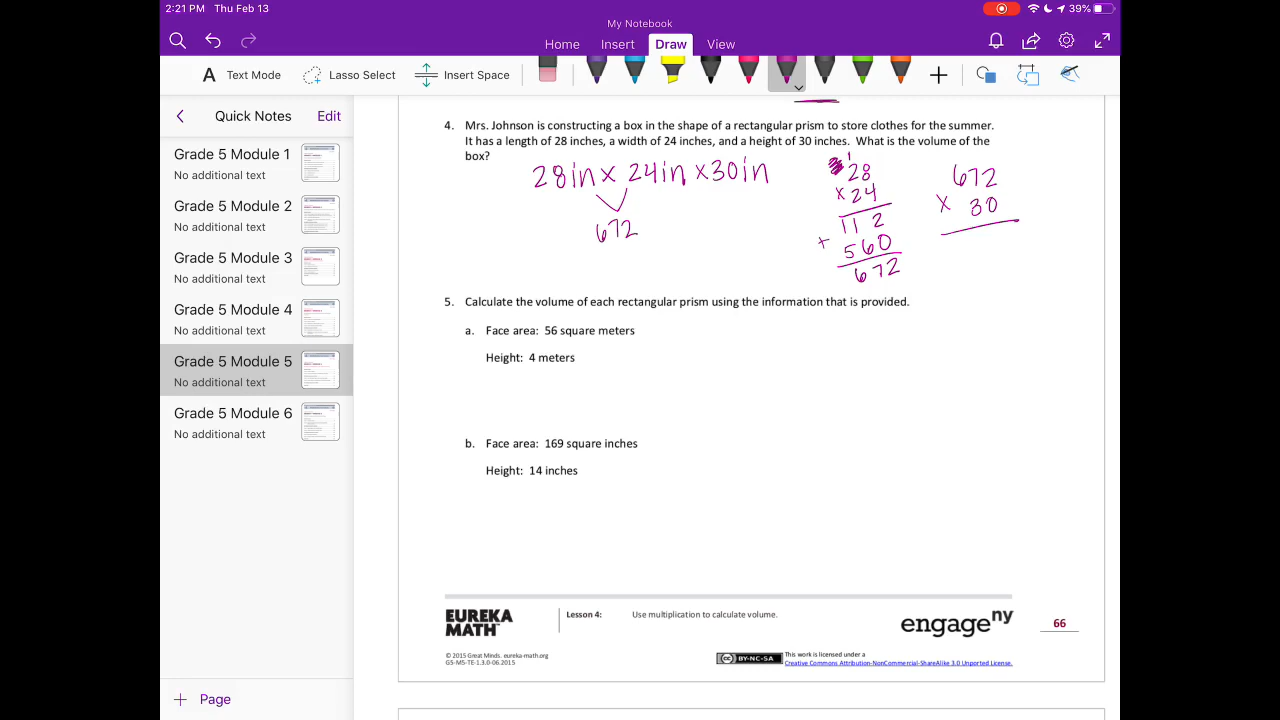 2:21 PM Thu Feb 13
39%
My Notebook
Home Insert Draw View
Text Mode Lasso Select Insert Space
Quick Notes Edit
Grade 5 Module 1
No additional text
Grade 5 Module 2
No additional text
Grade 5 Module 3
No additional text
Grade 5 Module 4
No additional text
Grade 5 Module 5
No additional text
Grade 5 Module 6
No additional text
+ Page
4. Mrs. Johnson is constructing a box in the shape of a rectangular prism to store clothes for the summer.
It has a length of 28 inches, a width of 24 inches, and a height of 30 inches. What is the volume of the
box?
28in x 24in x 30in
672
1
28
x 24
112
+ 560
672
672
x 30
5. Calculate the volume of each rectangular prism using the information that is provided.
a. Face area: 56 square meters
Height: 4 meters
b. Face area: 169 square inches
Height: 14 inches
EUREKA
MATH™
Lesson 4: Use multiplication to calculate volume.
engageny
66
© 2015 Great Minds. eureka-math.org
G5-M5-TE-1.3.0-06.2015
cc BY-NC-SA
This work is licensed under a
Creative Commons Attribution-NonCommercial-ShareAlike 3.0 Unported License.